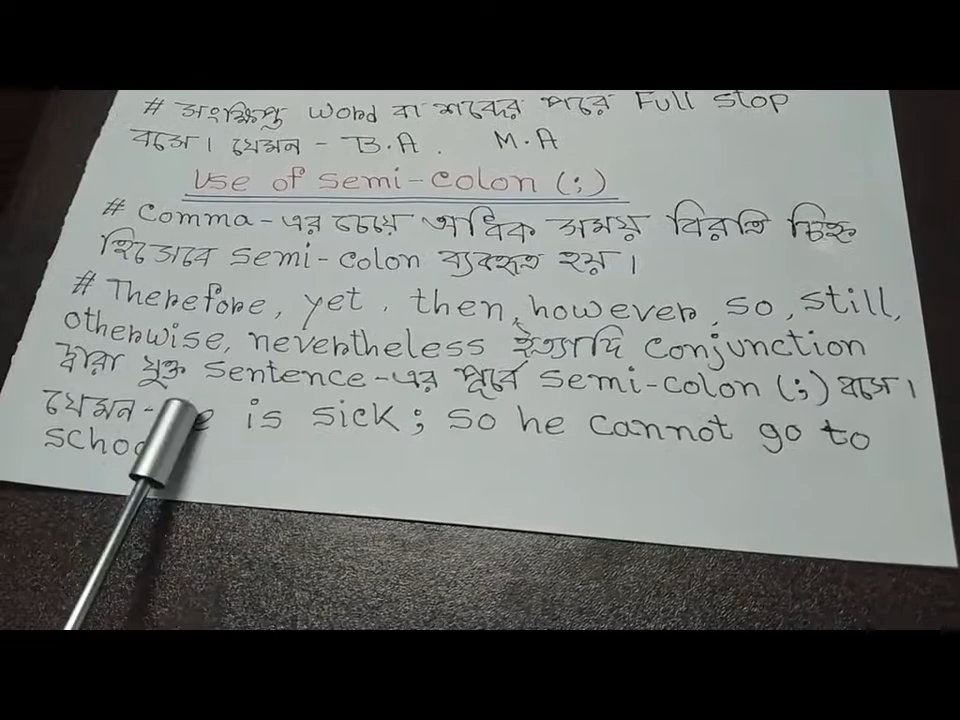 # সংক্ষিপ্ত word বা শব্দের পরে Full stop
বসে। যেমন - B.A. M.A
Use of semi-colon (;)
# Comma-এর চেয়ে অধিক সময় বিরতি চিহ্ন
হিসেবে semi-colon ব্যবহৃত হয়।
# Therefore, yet, then, however, so, still,
otherwise, nevertheless ইত্যাদি conjunction
দ্বারা যুক্ত sentence-এর পূর্বে semi-colon (;) বসে।
যেমন- is sick; so he cannot go to